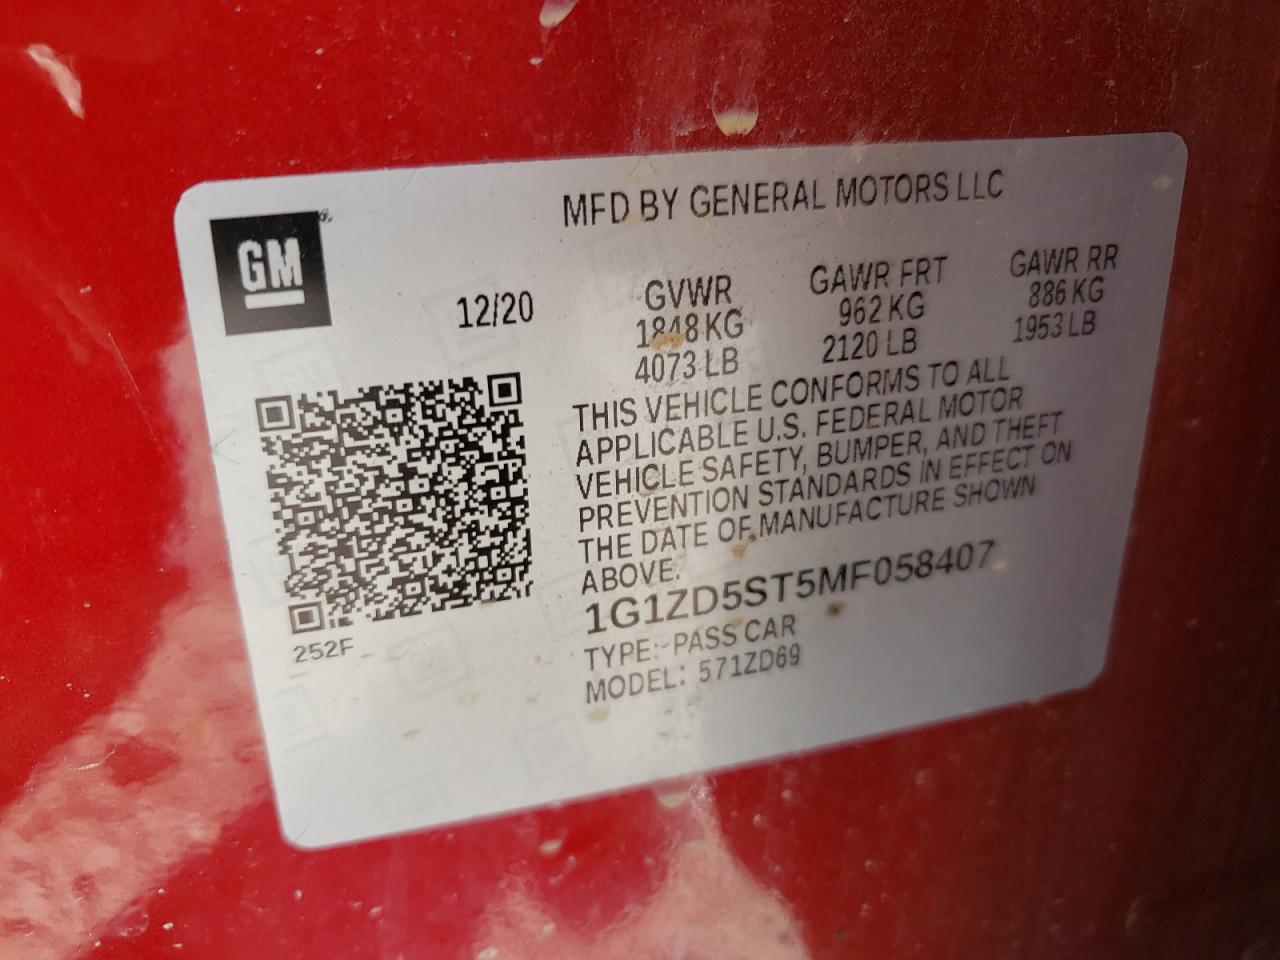 MFD BY GENERAL MOTORS LLC
GM
12/20
GVWR
1848 KG
4073 LB
GAWR FRT
962 KG
2120 LB
GAWR RR
886 KG
1953 LB
THIS VEHICLE CONFORMS TO ALL
APPLICABLE U.S. FEDERAL MOTOR
VEHICLE SAFETY, BUMPER, AND THEFT
PREVENTION STANDARDS IN EFFECT ON
THE DATE OF MANUFACTURE SHOWN
ABOVE.
1G1ZD5ST5MF058407
TYPE: PASS CAR
MODEL: 571ZD69
252F